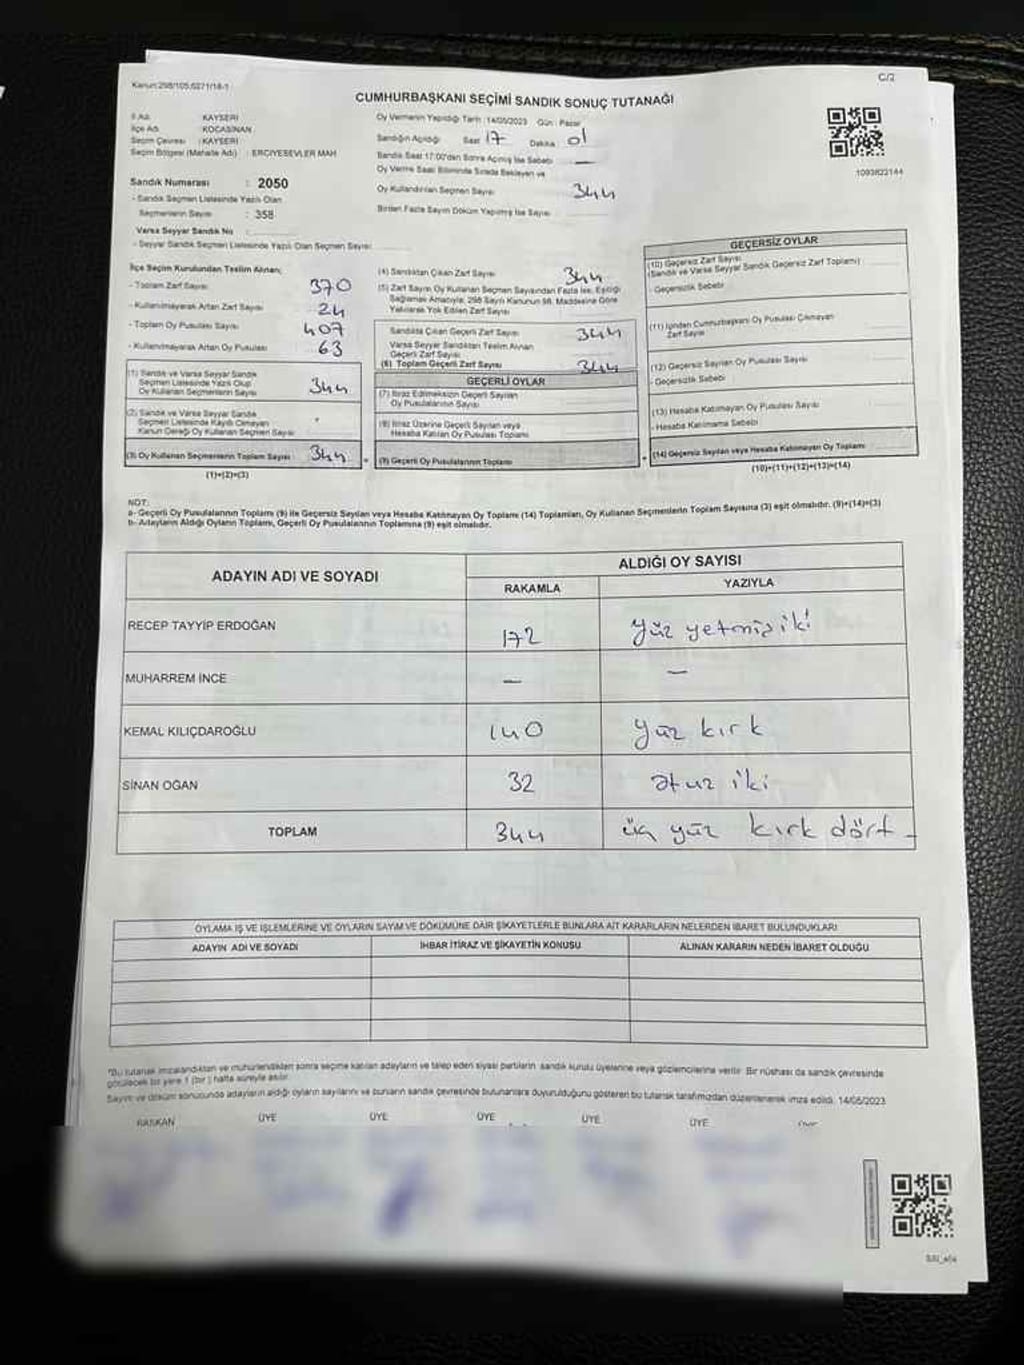 Kanun:298/105,6271/18-1
C/2
CUMHURBAŞKANI SEÇİMİ SANDIK SONUÇ TUTANAĞI
İl Adı : KAYSERİ
İlçe Adı : KOCASİNAN
Seçim Çevresi : KAYSERİ
Seçim Bölgesi (Mahalle Adı) : ERCİYESEVLER MAH
Sandık Numarası : 2050
- Sandık Seçmen Listesinde Yazılı Olan
Seçmenlerin Sayısı : 358
Varsa Seyyar Sandık No :
- Seyyar Sandık Seçmen Listesinde Yazılı Olan Seçmen Sayısı:
Oy Vermenin Yapıldığı Tarih :14/05/2023 Gün : Pazar
Sandığın Açıldığı Saat 17 Dakika 01
Sandık Saat 17:00'den Sonra Açılmış İse Sebebi —
Oy Verme Saati Bitiminde Sırada Bekleyen ve
Oy Kullandırılan Seçmen Sayısı 344
Birden Fazla Sayım Döküm Yapılmış İse Sayısı
1093822144
İlçe Seçim Kurulundan Teslim Alınan;
- Toplam Zarf Sayısı 370
- Kullanılmayarak Artan Zarf Sayısı 24
- Toplam Oy Pusulası Sayısı 407
- Kullanılmayarak Artan Oy Pusulası 63
(1) Sandık ve Varsa Seyyar Sandık
Seçmen Listesinde Yazılı Olup
Oy Kullanan Seçmenlerin Sayısı 344
(2) Sandık ve Varsa Seyyar Sandık
Seçmen Listesinde Kayıtlı Olmayan
Kanun Gereği Oy Kullanan Seçmen Sayısı
(3) Oy Kullanan Seçmenlerin Toplam Sayısı 344
(1)+(2)=(3)
(4) Sandıktan Çıkan Zarf Sayısı 344
(5) Zarf Sayısı Oy Kullanan Seçmen Sayısından Fazla İse, Eşitliği
Sağlamak Amacıyla, 298 Sayılı Kanunun 98. Maddesine Göre
Yakılarak Yok Edilen Zarf Sayısı
Sandıkta Çıkan Geçerli Zarf Sayısı 344
Varsa Seyyar Sandıktan Teslim Alınan
Geçerli Zarf Sayısı
(6) Toplam Geçerli Zarf Sayısı 344
GEÇERLİ OYLAR
(7) İtiraz Edilmeksizin Geçerli Sayılan
Oy Pusulalarının Sayısı
(8) İtiraz Üzerine Geçerli Sayılan veya
Hesaba Katılan Oy Pusulası Toplamı
(9) Geçerli Oy Pusulalarının Toplamı
GEÇERSİZ OYLAR
(10) Geçersiz Zarf Sayısı
(Sandık ve Varsa Seyyar Sandık Geçersiz Zarf Toplamı)
- Geçersizlik Sebebi
(11) İçinden Cumhurbaşkanı Oy Pusulası Çıkmayan
Zarf Sayısı
(12) Geçersiz Sayılan Oy Pusulası Sayısı
- Geçersizlik Sebebi
(13) Hesaba Katılmayan Oy Pusulası Sayısı
- Hesaba Katılmama Sebebi
(14) Geçersiz Sayılan veya Hesaba Katılmayan Oy Toplamı
(10)+(11)+(12)+(13)=(14)
NOT:
a- Geçerli Oy Pusulalarının Toplamı (9) ile Geçersiz Sayılan veya Hesaba Katılmayan Oy Toplamı (14) Toplamları, Oy Kullanan Seçmenlerin Toplam Sayısına (3) eşit olmalıdır. (9)+(14)=(3)
b- Adayların Aldığı Oyların Toplamı, Geçerli Oy Pusulalarının Toplamına (9) eşit olmalıdır.
ADAYIN ADI VE SOYADI
ALDIĞI OY SAYISI
RAKAMLA YAZIYLA
RECEP TAYYİP ERDOĞAN 172 yüz yetmiş iki
MUHARREM İNCE — —
KEMAL KILIÇDAROĞLU 140 yüz kırk
SİNAN OĞAN 32 otuz iki
TOPLAM 344 üç yüz kırk dört
OYLAMA İŞ VE İŞLEMLERİNE VE OYLARIN SAYIM VE DÖKÜMÜNE DAİR ŞİKAYETLERLE BUNLARA AİT KARARLARIN NELERDEN İBARET BULUNDUKLARI
ADAYIN ADI VE SOYADI İHBAR İTİRAZ VE ŞİKAYETİN KONUSU ALINAN KARARIN NEDEN İBARET OLDUĞU
"Bu tutanak imzalandıktan ve mühürlendikten sonra seçime katılan adayların ve talep eden siyasi partilerin sandık kurulu üyelerine veya gözlemcilerine verilir. Bir nüshası da sandık çevresinde
görülecek bir yere 1 (bir) hafta süreyle asılır.
Sayım ve döküm sonucunda adayların aldığı oyların sayılarını ve bunların sandık çevresinde bulunanlara duyurulduğunu gösteren bu tutanak tarafımızdan düzenlenerek imza edildi. 14/05/2023
BAŞKAN ÜYE ÜYE ÜYE ÜYE ÜYE